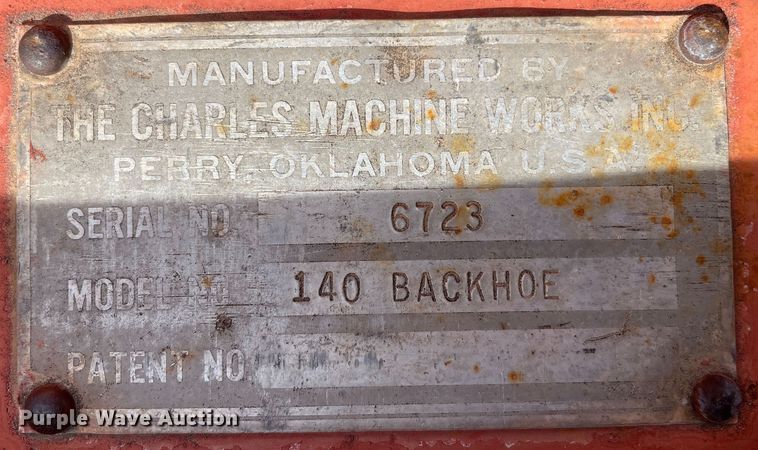 MANUFACTURED BY
THE CHARLES MACHINE WORKS INC.
PERRY, OKLAHOMA U.S.A.
SERIAL NO. 6723
MODEL NO. 140 BACKHOE
PATENT NO.
Purple Wave Auction